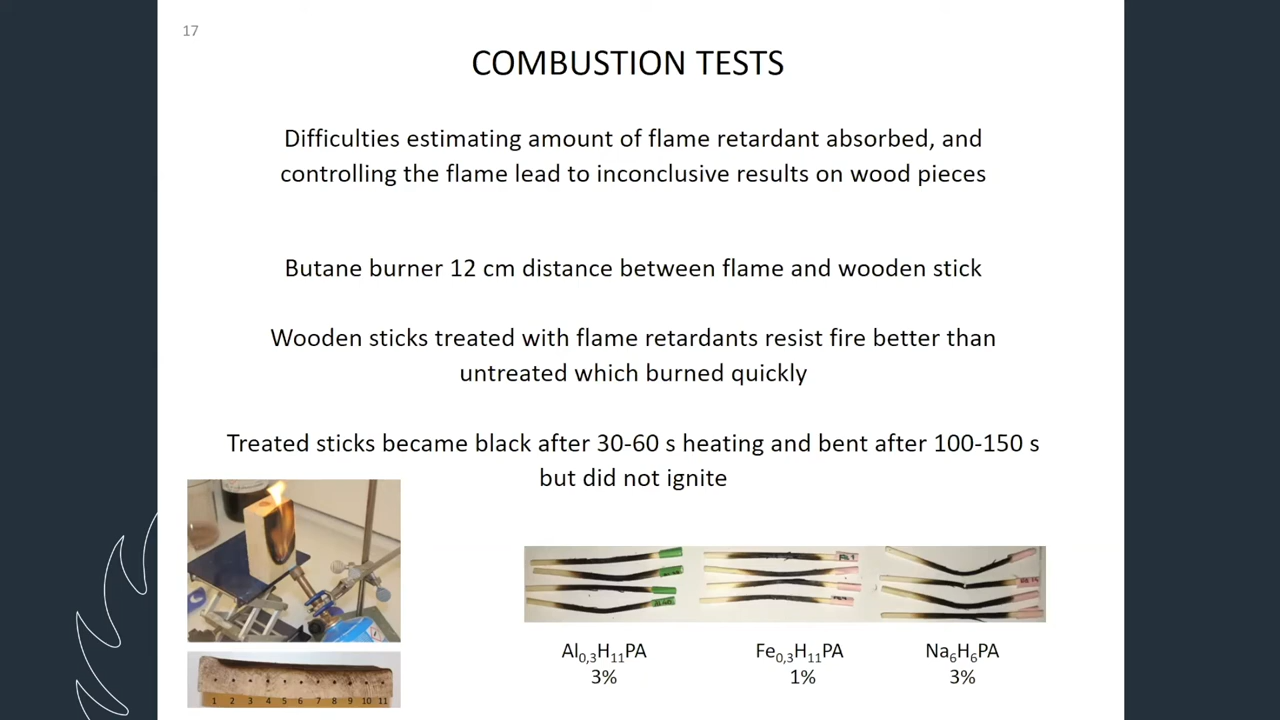 17
COMBUSTION TESTS
Difficulties estimating amount of flame retardant absorbed, and
controlling the flame lead to inconclusive results on wood pieces
Butane burner 12 cm distance between flame and wooden stick
Wooden sticks treated with flame retardants resist fire better than
untreated which burned quickly
Treated sticks became black after 30-60 s heating and bent after 100-150 s
but did not ignite
Al0,3H11PA
3%
Fe0,3H11PA
1%
Na6H6PA
3%
1 2 3 4 5 6 7 8 9 10 11